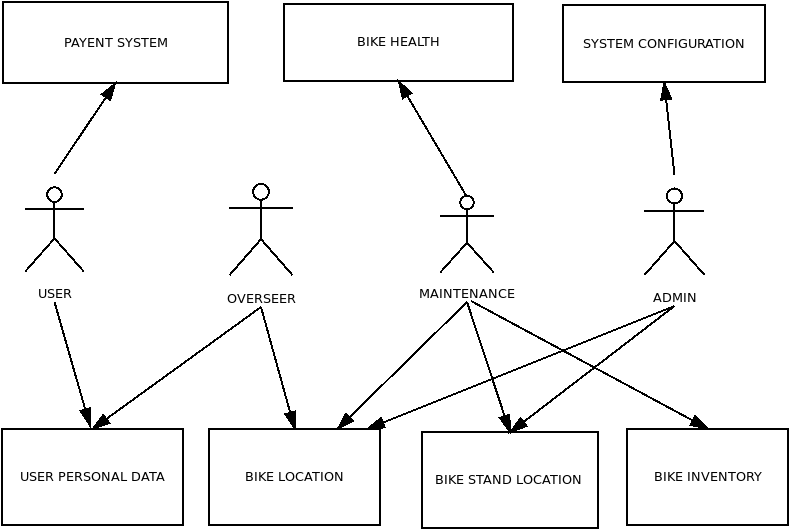 PAYENT SYSTEM
BIKE HEALTH
SYSTEM CONFIGURATION
USER
OVERSEER
MAINTENANCE
ADMIN
USER PERSONAL DATA
BIKE LOCATION
BIKE STAND LOCATION
BIKE INVENTORY